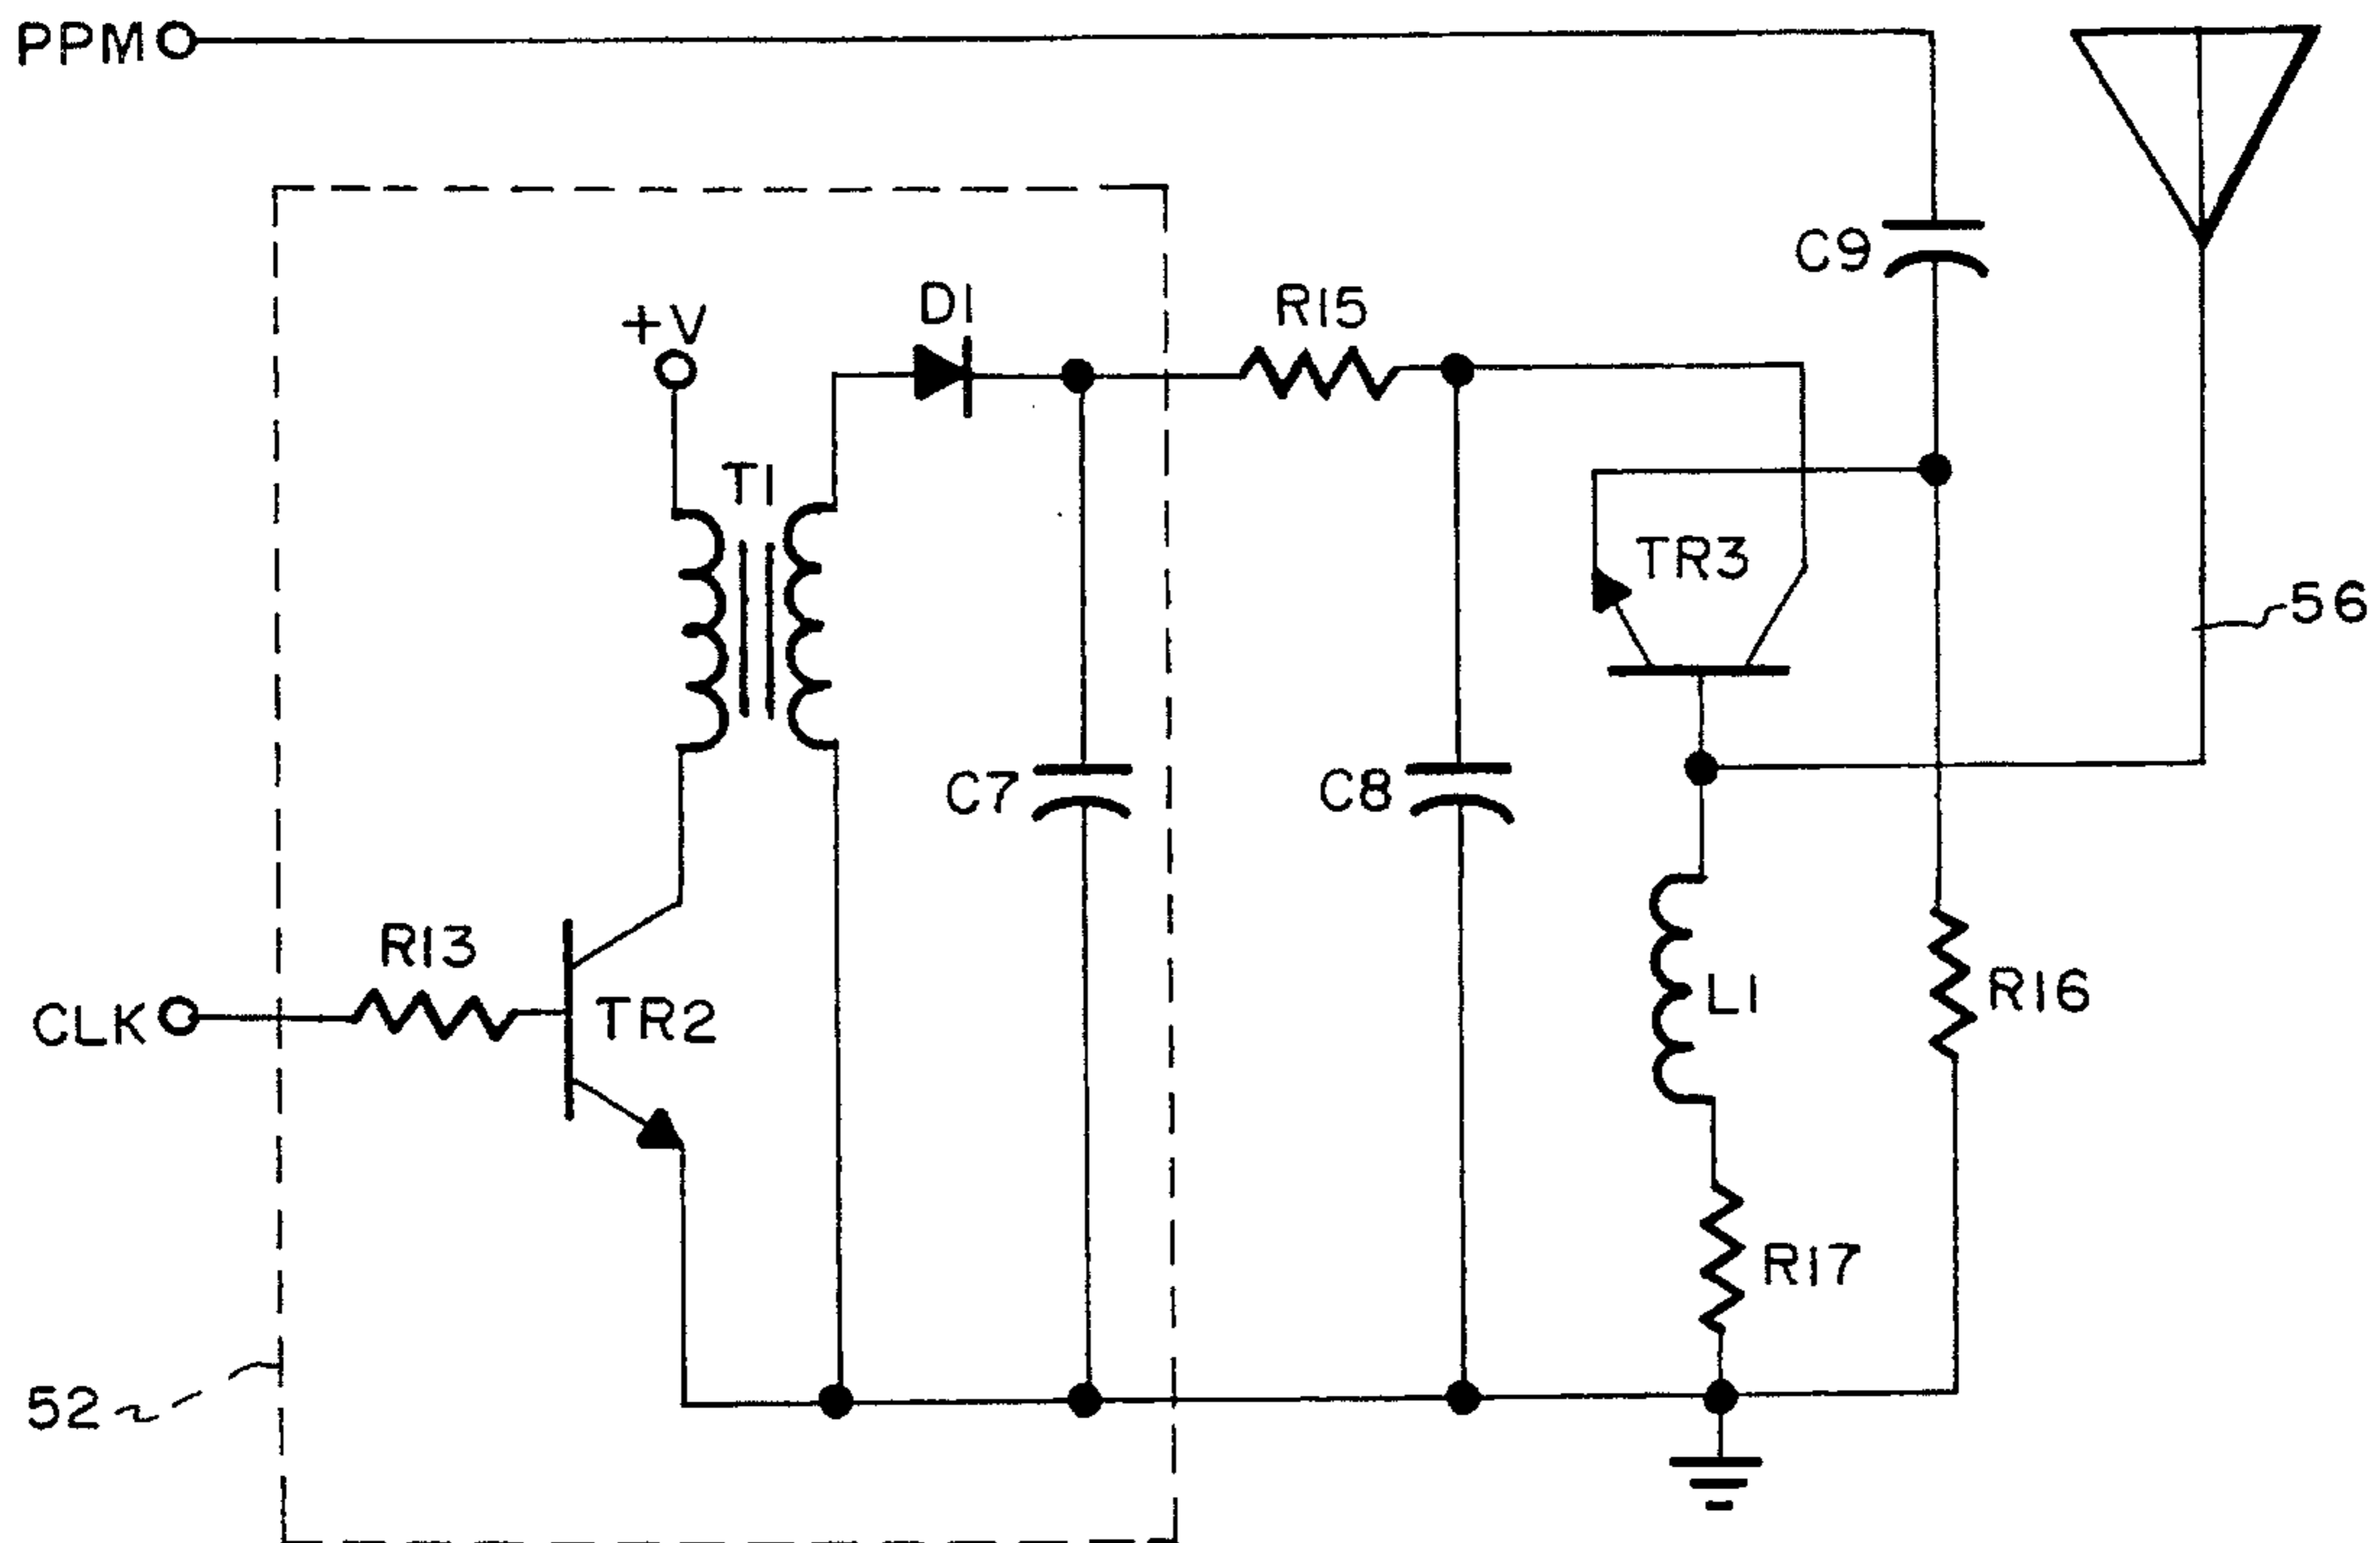 PPM
C9
D1
R15
+V
T1
TR3
56
C7
C8
R13
L1
R16
CLK
TR2
R17
52